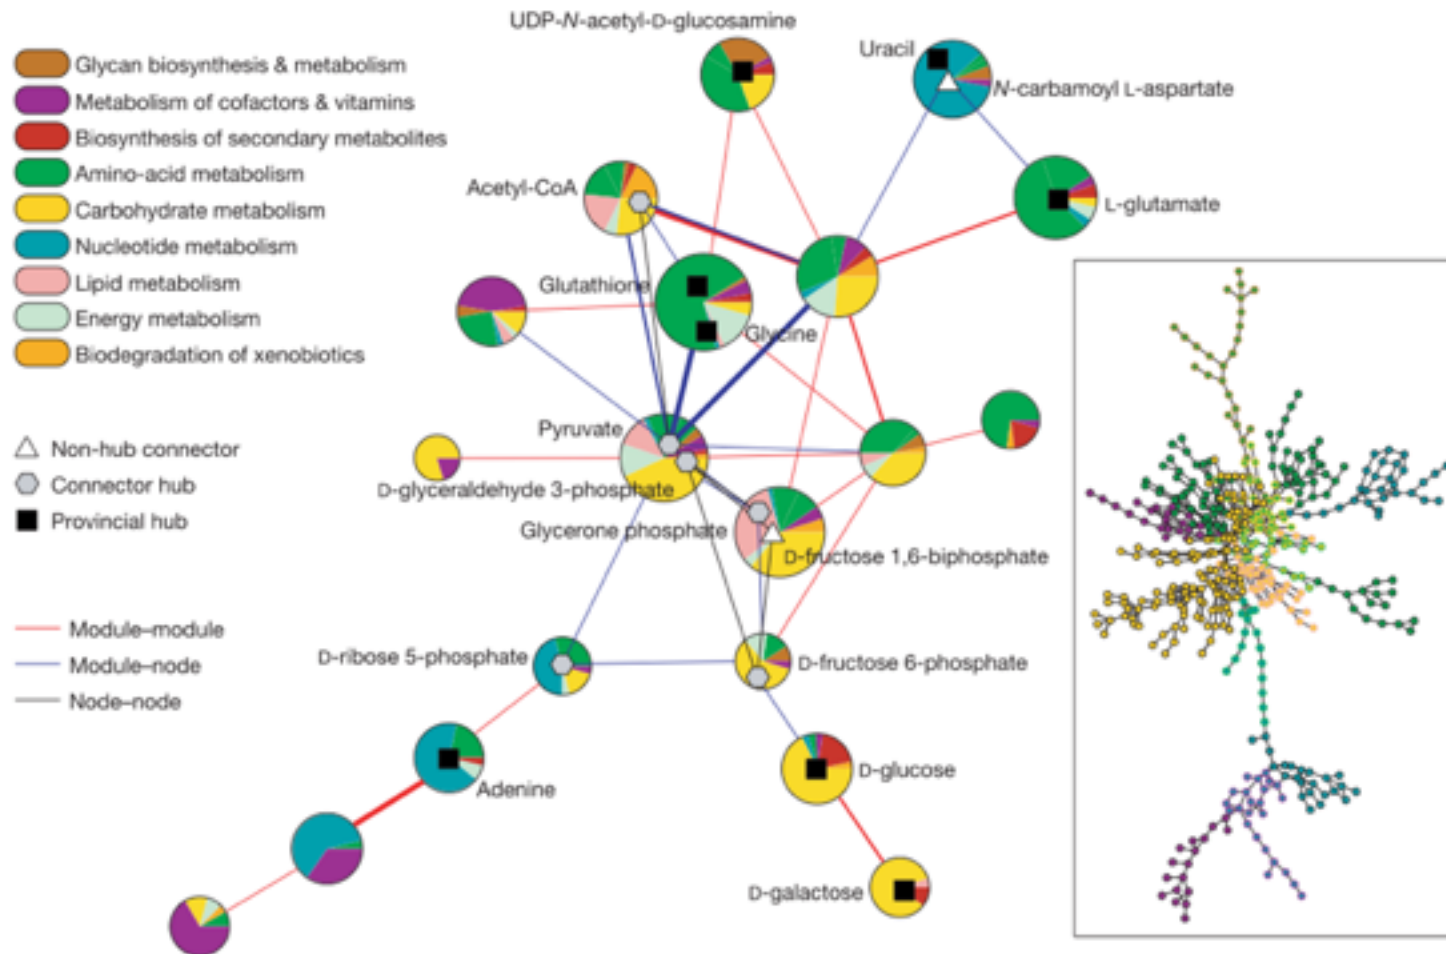 UDP-N-acetyl-D-glucosamine
Uracil
N-carbamoyl L-aspartate
Glycan biosynthesis & metabolism
Metabolism of cofactors & vitamins
Biosynthesis of secondary metabolites
Amino-acid metabolism
Carbohydrate metabolism
Nucleotide metabolism
Lipid metabolism
Energy metabolism
Biodegradation of xenobiotics
Acetyl-CoA
L-glutamate
Glutathione
Glycine
Pyruvate
D-glyceraldehyde 3-phosphate
Glycerone phosphate
D-fructose 1,6-biphosphate
Non-hub connector
Connector hub
Provincial hub
Module–module
Module–node
Node–node
D-ribose 5-phosphate
D-fructose 6-phosphate
Adenine
D-glucose
D-galactose